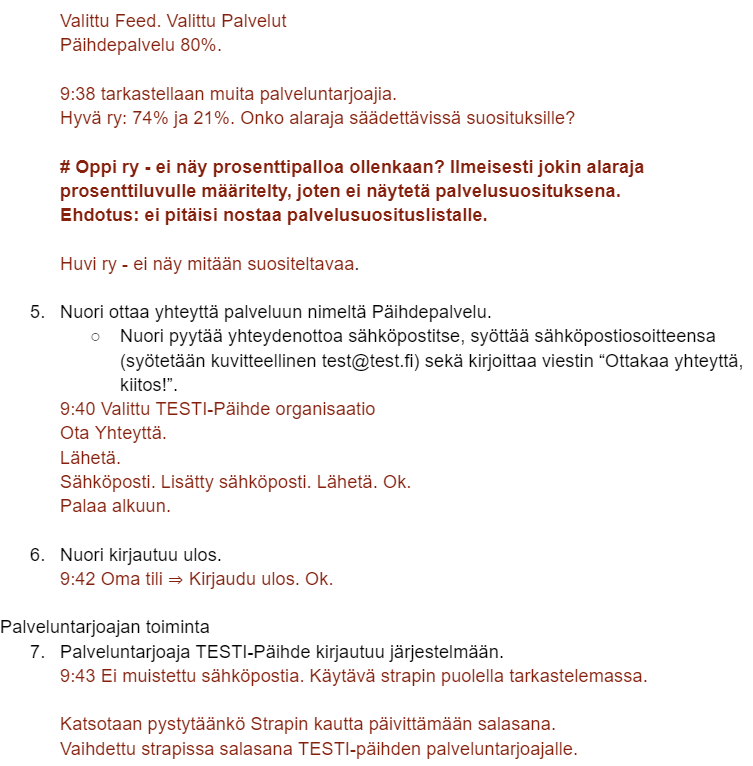 Valittu Feed. Valittu Palvelut
Päihdepalvelu 80%.
9:38 tarkastellaan muita palveluntarjoajia.
Hyvä ry: 74% ja 21%. Onko alaraja säädettävissä suosituksille?
# Oppi ry - ei näy prosenttipalloa ollenkaan? Ilmeisesti jokin alaraja
prosenttiluvulle määritelty, joten ei näytetä palvelusuosituksena.
Ehdotus: ei pitäisi nostaa palvelusuosituslistalle.
Huvi ry - ei näy mitään suositeltavaa.
5. Nuori ottaa yhteyttä palveluun nimeltä Päihdepalvelu.
○ Nuori pyytää yhteydenottoa sähköpostitse, syöttää sähköpostiosoitteensa
(syötetään kuvitteellinen test@test.fi) sekä kirjoittaa viestin “Ottakaa yhteyttä,
kiitos!”.
9:40 Valittu TESTI-Päihde organisaatio
Ota Yhteyttä.
Lähetä.
Sähköposti. Lisätty sähköposti. Lähetä. Ok.
Palaa alkuun.
6. Nuori kirjautuu ulos.
9:42 Oma tili ⇒ Kirjaudu ulos. Ok.
Palveluntarjoajan toiminta
7. Palveluntarjoaja TESTI-Päihde kirjautuu järjestelmään.
9:43 Ei muistettu sähköpostia. Käytävä strapin puolella tarkastelemassa.
Katsotaan pystytäänkö Strapin kautta päivittämään salasana.
Vaihdettu strapissa salasana TESTI-päihden palveluntarjoajalle.